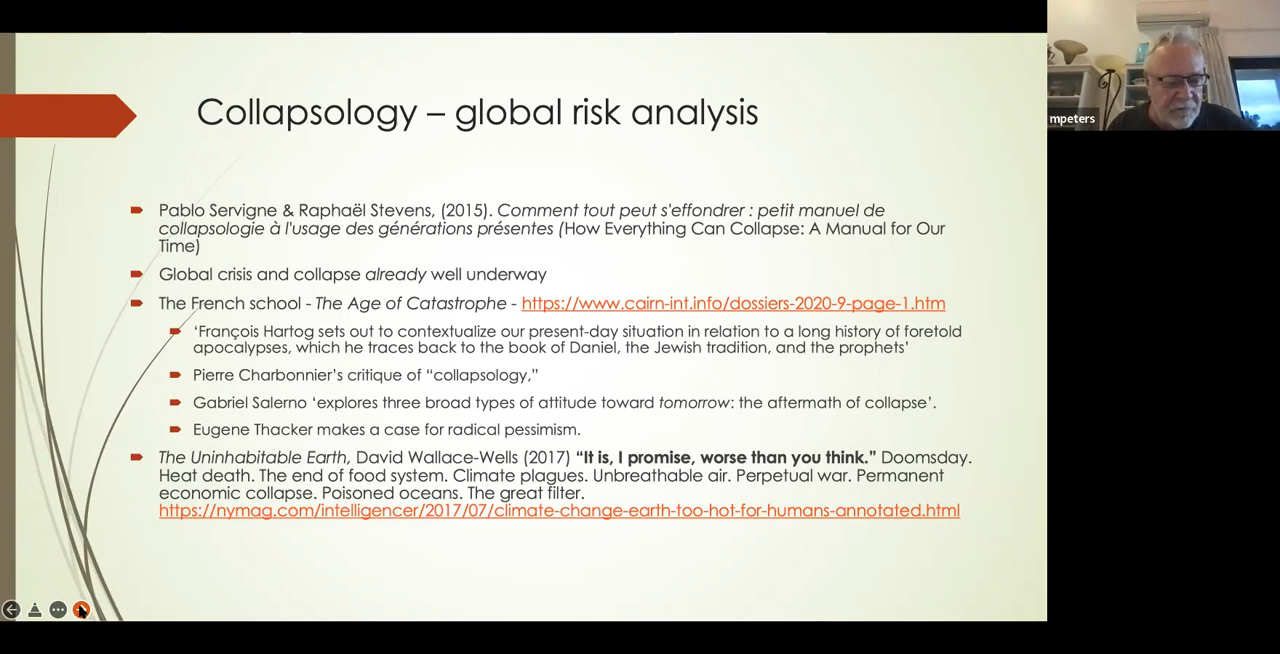 Collapsology – global risk analysis
Pablo Servigne & Raphaël Stevens, (2015). Comment tout peut s'effondrer : petit manuel de
collapsologie à l'usage des générations présentes (How Everything Can Collapse: A Manual for Our
Time)
Global crisis and collapse already well underway
The French school - The Age of Catastrophe - https://www.cairn-int.info/dossiers-2020-9-page-1.htm
‘François Hartog sets out to contextualize our present-day situation in relation to a long history of foretold
apocalypses, which he traces back to the book of Daniel, the Jewish tradition, and the prophets’
Pierre Charbonnier’s critique of “collapsology,”
Gabriel Salerno ‘explores three broad types of attitude toward tomorrow: the aftermath of collapse’.
Eugene Thacker makes a case for radical pessimism.
The Uninhabitable Earth, David Wallace-Wells (2017) “It is, I promise, worse than you think.” Doomsday.
Heat death. The end of food system. Climate plagues. Unbreathable air. Perpetual war. Permanent
economic collapse. Poisoned oceans. The great filter.
https://nymag.com/intelligencer/2017/07/climate-change-earth-too-hot-for-humans-annotated.html
mpeters